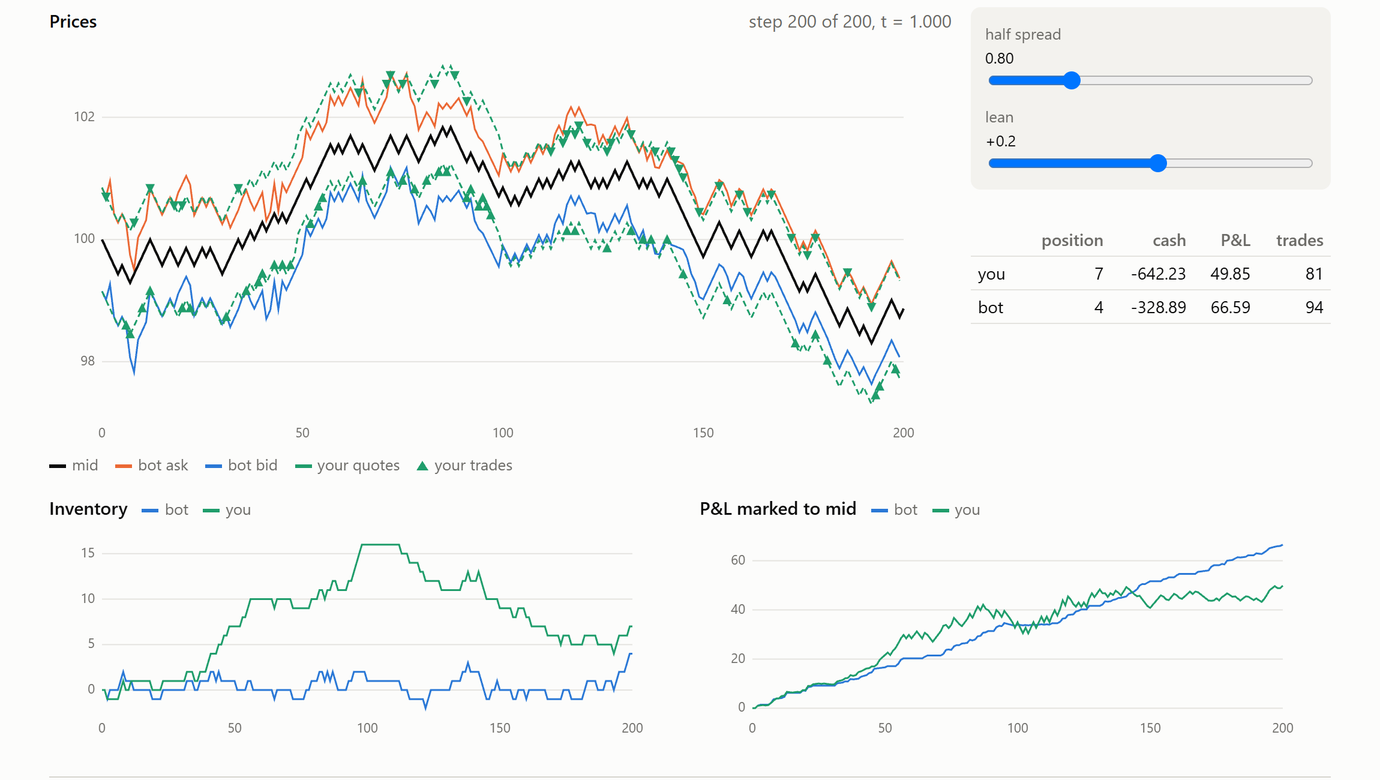 Prices step 200 of 200, t = 1.000
half spread
0.80
lean
+0.2
102
100
98
0 50 100 150 200
mid bot ask bot bid your quotes your trades
position cash P&L trades
you 7 -642.23 49.85 81
bot 4 -328.89 66.59 94
Inventory bot you
15
10
5
0
0 50 100 150 200
P&L marked to mid bot you
60
40
20
0
0 50 100 150 200